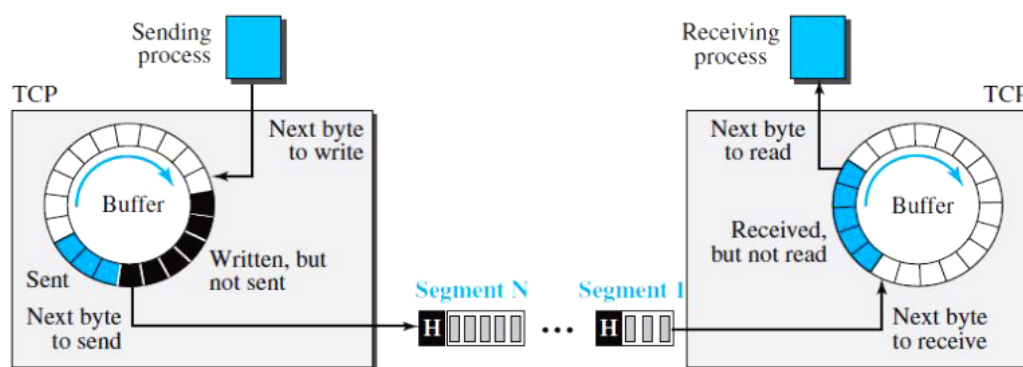 Sending
process
Receiving
process
TCP
TCP
Next byte
to write
Next byte
to read
Buffer
Buffer
Sent
Written, but
not sent
Received,
but not read
Segment N
Segment 1
Next byte
to send
H
...
H
Next byte
to receive